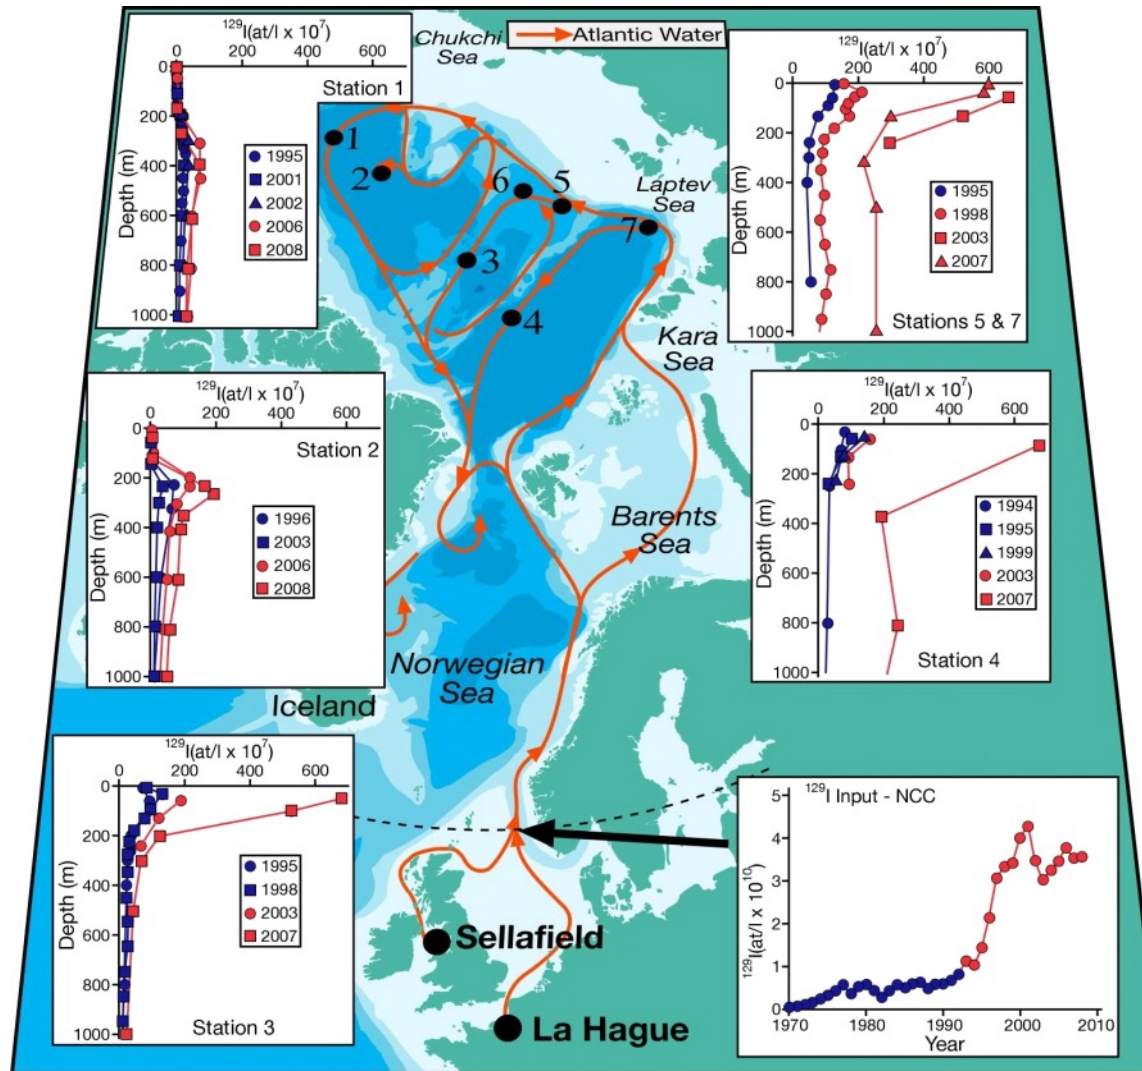 ¹²⁹I(at/l x 10⁷)
0 200 400 600
Depth (m)
0
200
400
600
800
1000
Station 1
1995
2001
2002
2006
2008
Chukchi
Sea
Atlantic Water
¹²⁹I(at/l x 10⁷)
0 200 400 600
Depth (m)
0
200
400
600
800
1000
1995
1998
2003
2007
Stations 5 & 7
1
2
6
5
7
3
4
Laptev
Sea
Kara
Sea
¹²⁹I(at/l x 10⁷)
0 200 400 600
Station 2
Depth (m)
0
200
400
600
800
1000
1996
2003
2006
2008
¹²⁹I(at/l x 10⁷)
0 200 400 600
Depth (m)
0
200
400
600
800
1000
1994
1995
1999
2003
2007
Station 4
Barents
Sea
Norwegian
Sea
Iceland
¹²⁹I(at/l x 10⁷)
0 200 400 600
Depth (m)
0
200
400
600
800
1000
1995
1998
2003
2007
Station 3
Sellafield
La Hague
¹²⁹I Input - NCC
¹²⁹I(at/l x 10¹⁰)
5
4
3
2
1
0
1970 1980 1990 2000 2010
Year